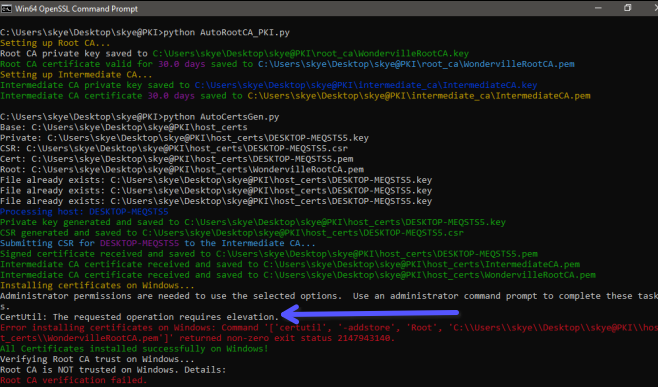 Win64 OpenSSL Command Prompt
C:\Users\skye\Desktop\skye@PKI>python AutoRootCA_PKI.py
Setting up Root CA...
Root CA private key saved to C:\Users\skye\Desktop\skye@PKI\root_ca\WondervilleRootCA.key
Root CA certificate valid for 30.0 days saved to C:\Users\skye\Desktop\skye@PKI\root_ca\WondervilleRootCA.pem
Setting up Intermediate CA...
Intermediate CA private key saved to C:\Users\skye\Desktop\skye@PKI\intermediate_ca\IntermediateCA.key
Intermediate CA certificate 30.0 days saved to C:\Users\skye\Desktop\skye@PKI\intermediate_ca\IntermediateCA.pem
C:\Users\skye\Desktop\skye@PKI>python AutoCertsGen.py
Base: C:\Users\skye\Desktop\skye@PKI\host_certs
Private: C:\Users\skye\Desktop\skye@PKI\host_certs\DESKTOP-MEQSTS5.key
CSR: C:\Users\skye\Desktop\skye@PKI\host_certs\DESKTOP-MEQSTS5.csr
Cert: C:\Users\skye\Desktop\skye@PKI\host_certs\DESKTOP-MEQSTS5.pem
Root: C:\Users\skye\Desktop\skye@PKI\host_certs\WondervilleRootCA.pem
File already exists: C:\Users\skye\Desktop\skye@PKI\host_certs\DESKTOP-MEQSTS5.key
File already exists: C:\Users\skye\Desktop\skye@PKI\host_certs\DESKTOP-MEQSTS5.key
File already exists: C:\Users\skye\Desktop\skye@PKI\host_certs\DESKTOP-MEQSTS5.key
Processing host: DESKTOP-MEQSTS5
Private key generated and saved to C:\Users\skye\Desktop\skye@PKI\host_certs\DESKTOP-MEQSTS5.key
CSR generated and saved to C:\Users\skye\Desktop\skye@PKI\host_certs\DESKTOP-MEQSTS5.csr
Submitting CSR for DESKTOP-MEQSTS5 to the Intermediate CA...
Signed certificate received and saved to C:\Users\skye\Desktop\skye@PKI\host_certs\DESKTOP-MEQSTS5.pem
Intermediate CA certificate received and saved to C:\Users\skye\Desktop\skye@PKI\host_certs\IntermediateCA.pem
Intermediate CA certificate received and saved to C:\Users\skye\Desktop\skye@PKI\host_certs\WondervilleRootCA.pem
Installing certificates on Windows...
Administrator permissions are needed to use the selected options.  Use an administrator command prompt to complete these task
s.
CertUtil: The requested operation requires elevation.
Error installing certificates on Windows: Command '['certutil', '-addstore', 'Root', 'C:\\Users\\skye\\Desktop\\skye@PKI\\hos
t_certs\\WondervilleRootCA.pem']' returned non-zero exit status 2147943140.
All Certificates installed successfully on Windows!
Verifying Root CA trust on Windows...
Root CA is NOT trusted on Windows. Details:
Root CA verification failed.